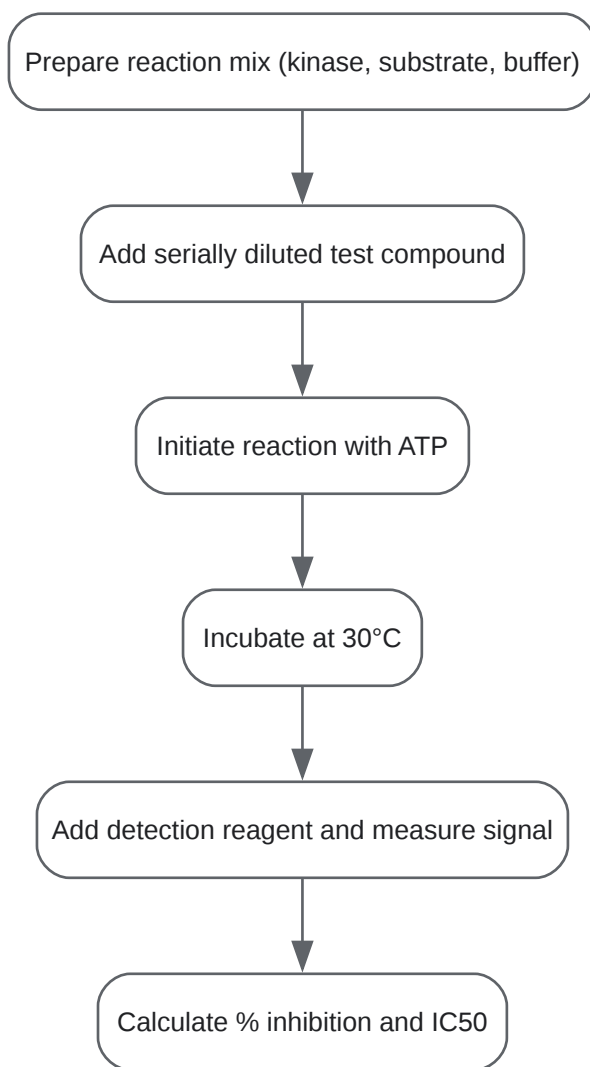 Prepare reaction mix (kinase, substrate, buffer)
Add serially diluted test compound
Initiate reaction with ATP
Incubate at 30°C
Add detection reagent and measure signal
Calculate % inhibition and IC50